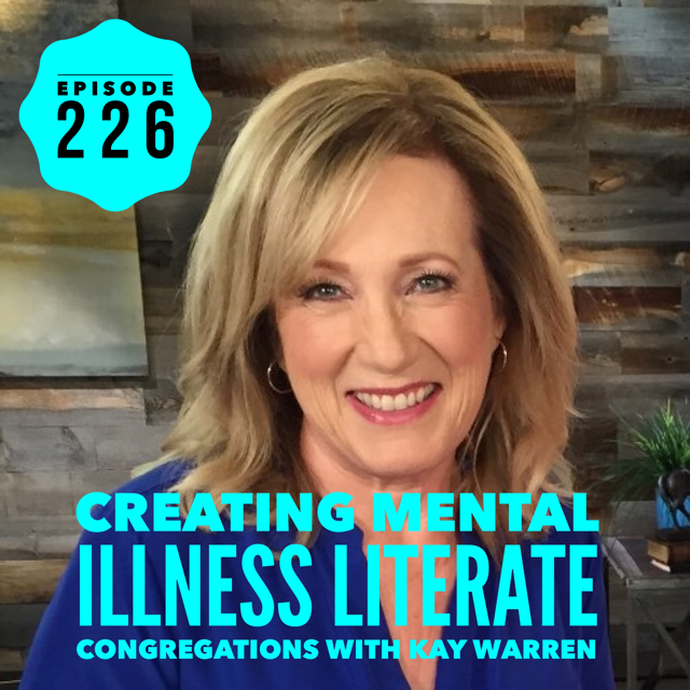 EPISODE
226
CREATING MENTAL
ILLNESS LITERATE
CONGREGATIONS WITH KAY WARREN